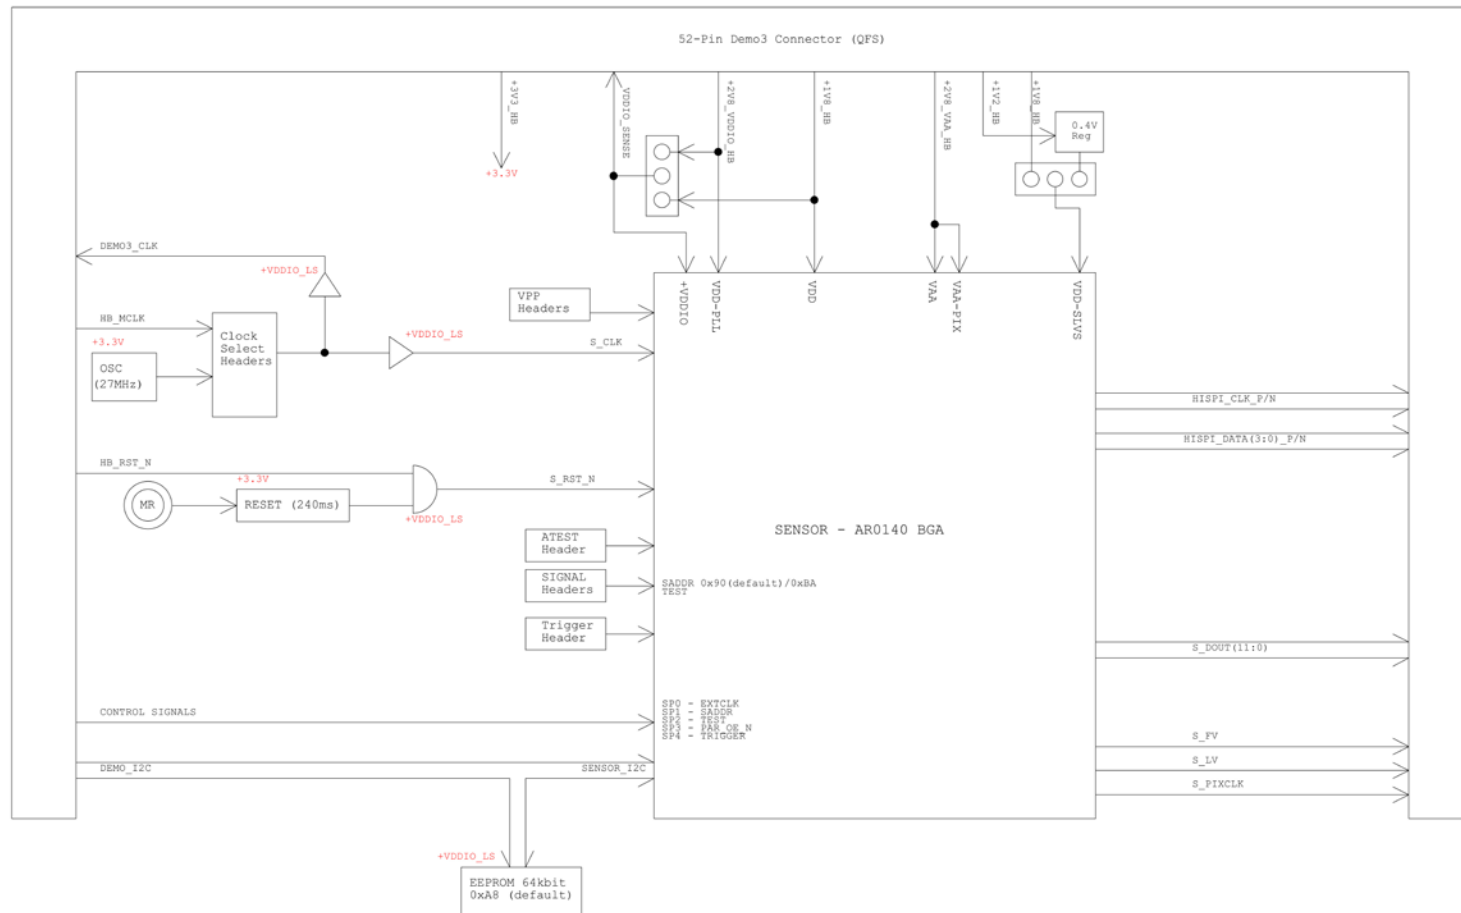 52-Pin Demo3 Connector (QFS)
+3V3_HB
VDDIO_SENSE
+2V8_VDDIO_HB
+1V8_HB
+2V8_VAA_HB
+1V2_HB
+1V8_HB
0.4V
Reg
+3.3V
DEMO3_CLK
+VDDIO_LS
VPP
Headers
+VDDIO
VDD-PLL
VDD
VAA
VAA-PIX
VDD-SLVS
HB_MCLK
+3.3V
OSC
(27MHz)
Clock
Select
Headers
+VDDIO_LS
S_CLK
HISPI_CLK_P/N
HISPI_DATA(3:0)_P/N
HB_RST_N
+3.3V
MR
RESET (240ms)
+VDDIO_LS
S_RST_N
SENSOR - AR0140 BGA
ATEST
Header
SIGNAL
Headers
SADDR 0x90(default)/0xBA
TEST
Trigger
Header
S_DOUT(11:0)
CONTROL SIGNALS
SP0 - EXTCLK
SP1 - SADDR
SP2 - TEST
SP3 - PAR_OE_N
SP4 - TRIGGER
S_FV
S_LV
S_PIXCLK
DEMO_I2C
SENSOR_I2C
+VDDIO_LS
EEPROM 64kbit
0xA8 (default)